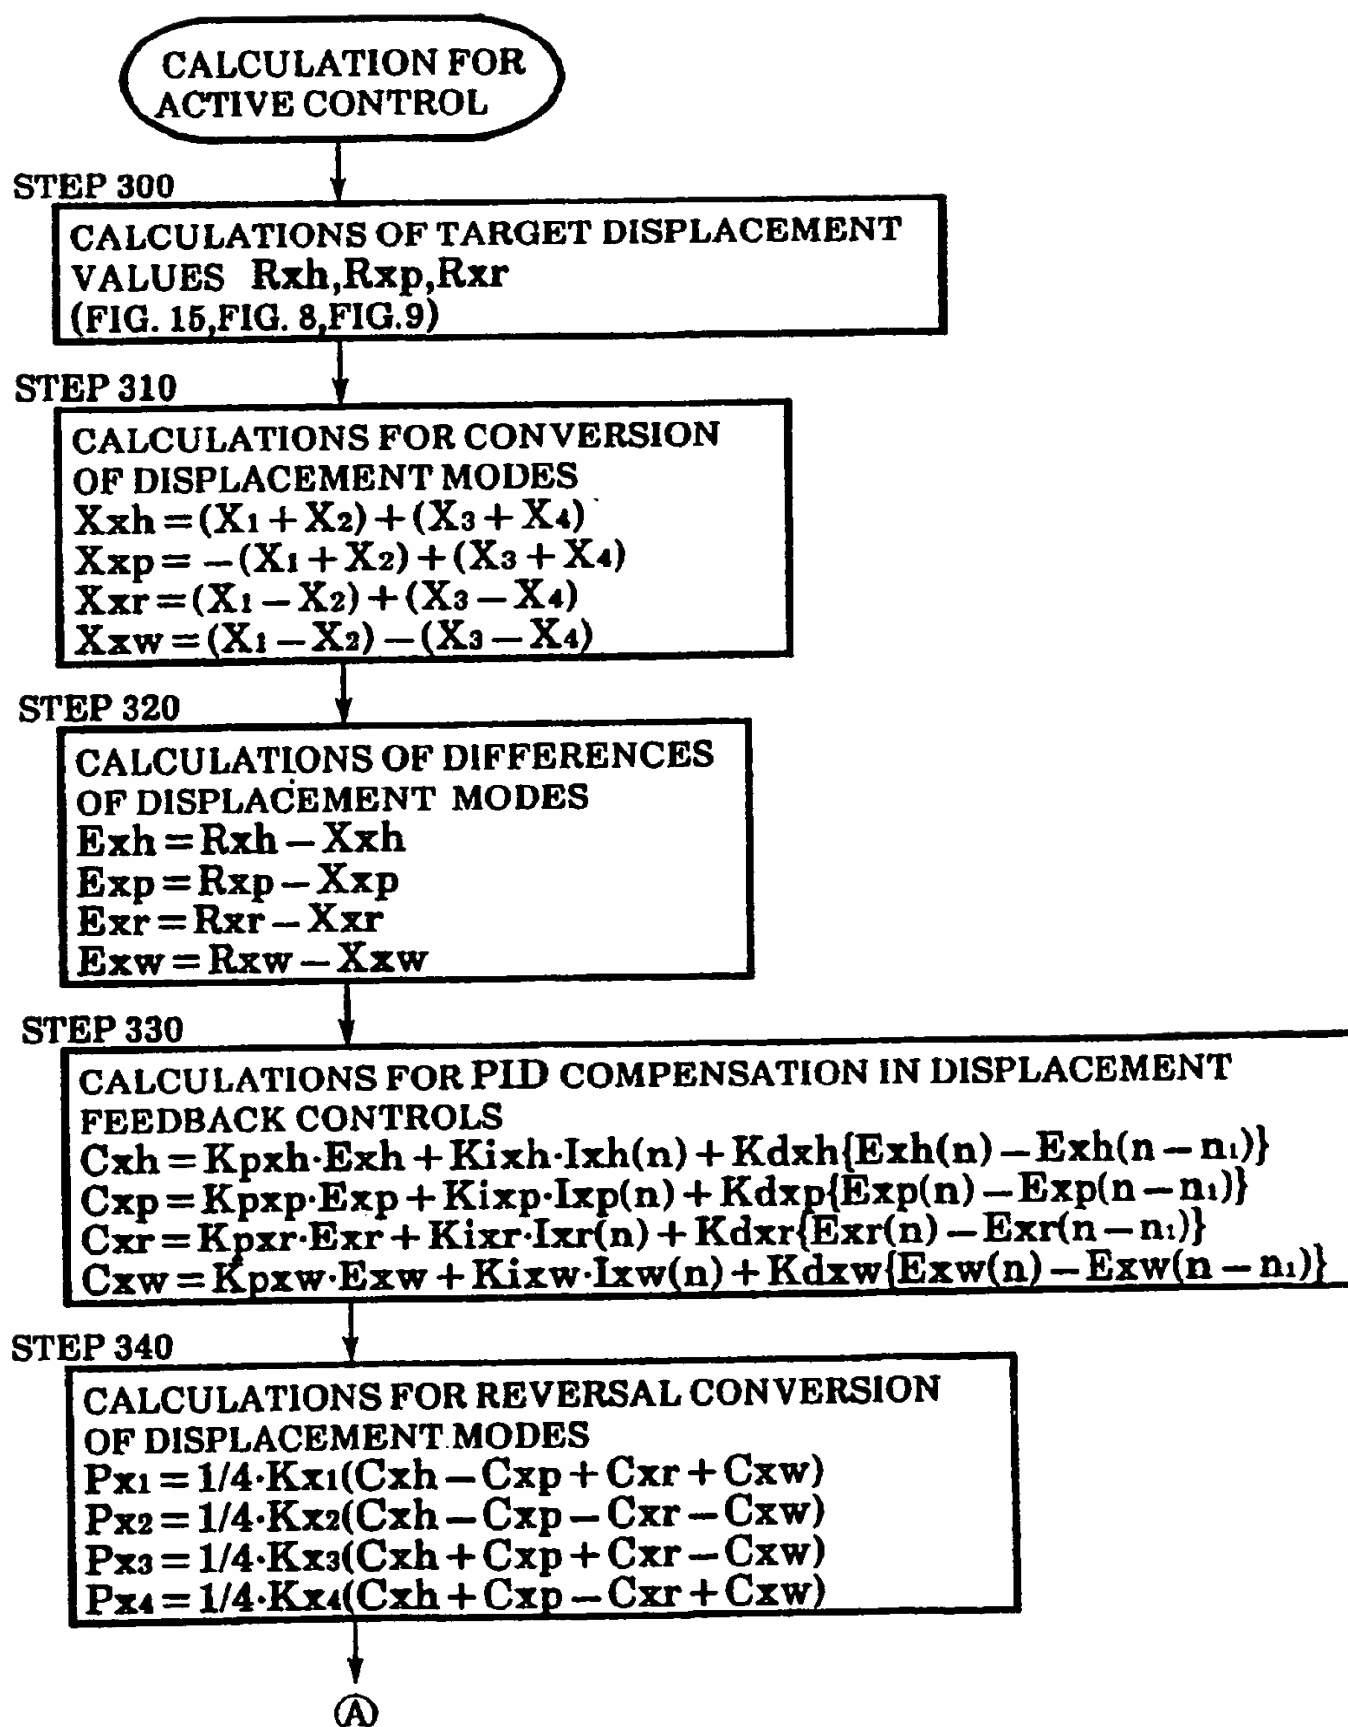 CALCULATION FOR
ACTIVE CONTROL
STEP 300
CALCULATIONS OF TARGET DISPLACEMENT
VALUES Rxh,Rxp,Rxr
(FIG. 15,FIG. 8,FIG.9)
STEP 310
CALCULATIONS FOR CONVERSION
OF DISPLACEMENT MODES
Xxh=(X1+X2)+(X3+X4)
Xxp=-(X1+X2)+(X3+X4)
Xxr=(X1-X2)+(X3-X4)
Xxw=(X1-X2)-(X3-X4)
STEP 320
CALCULATIONS OF DIFFERENCES
OF DISPLACEMENT MODES
Exh=Rxh-Xxh
Exp=Rxp-Xxp
Exr=Rxr-Xxr
Exw=Rxw-Xxw
STEP 330
CALCULATIONS FOR PID COMPENSATION IN DISPLACEMENT
FEEDBACK CONTROLS
Cxh=Kpxh·Exh+Kixh·Ixh(n)+Kdxh{Exh(n)-Exh(n-n1)}
Cxp=Kpxp·Exp+Kixp·Ixp(n)+Kdxp{Exp(n)-Exp(n-n1)}
Cxr=Kpxr·Exr+Kixr·Ixr(n)+Kdxr{Exr(n)-Exr(n-n1)}
Cxw=Kpxw·Exw+Kixw·Ixw(n)+Kdxw{Exw(n)-Exw(n-n1)}
STEP 340
CALCULATIONS FOR REVERSAL CONVERSION
OF DISPLACEMENT MODES
Px1=1/4·Kx1(Cxh-Cxp+Cxr+Cxw)
Px2=1/4·Kx2(Cxh-Cxp-Cxr-Cxw)
Px3=1/4·Kx3(Cxh+Cxp+Cxr-Cxw)
Px4=1/4·Kx4(Cxh+Cxp-Cxr+Cxw)
A